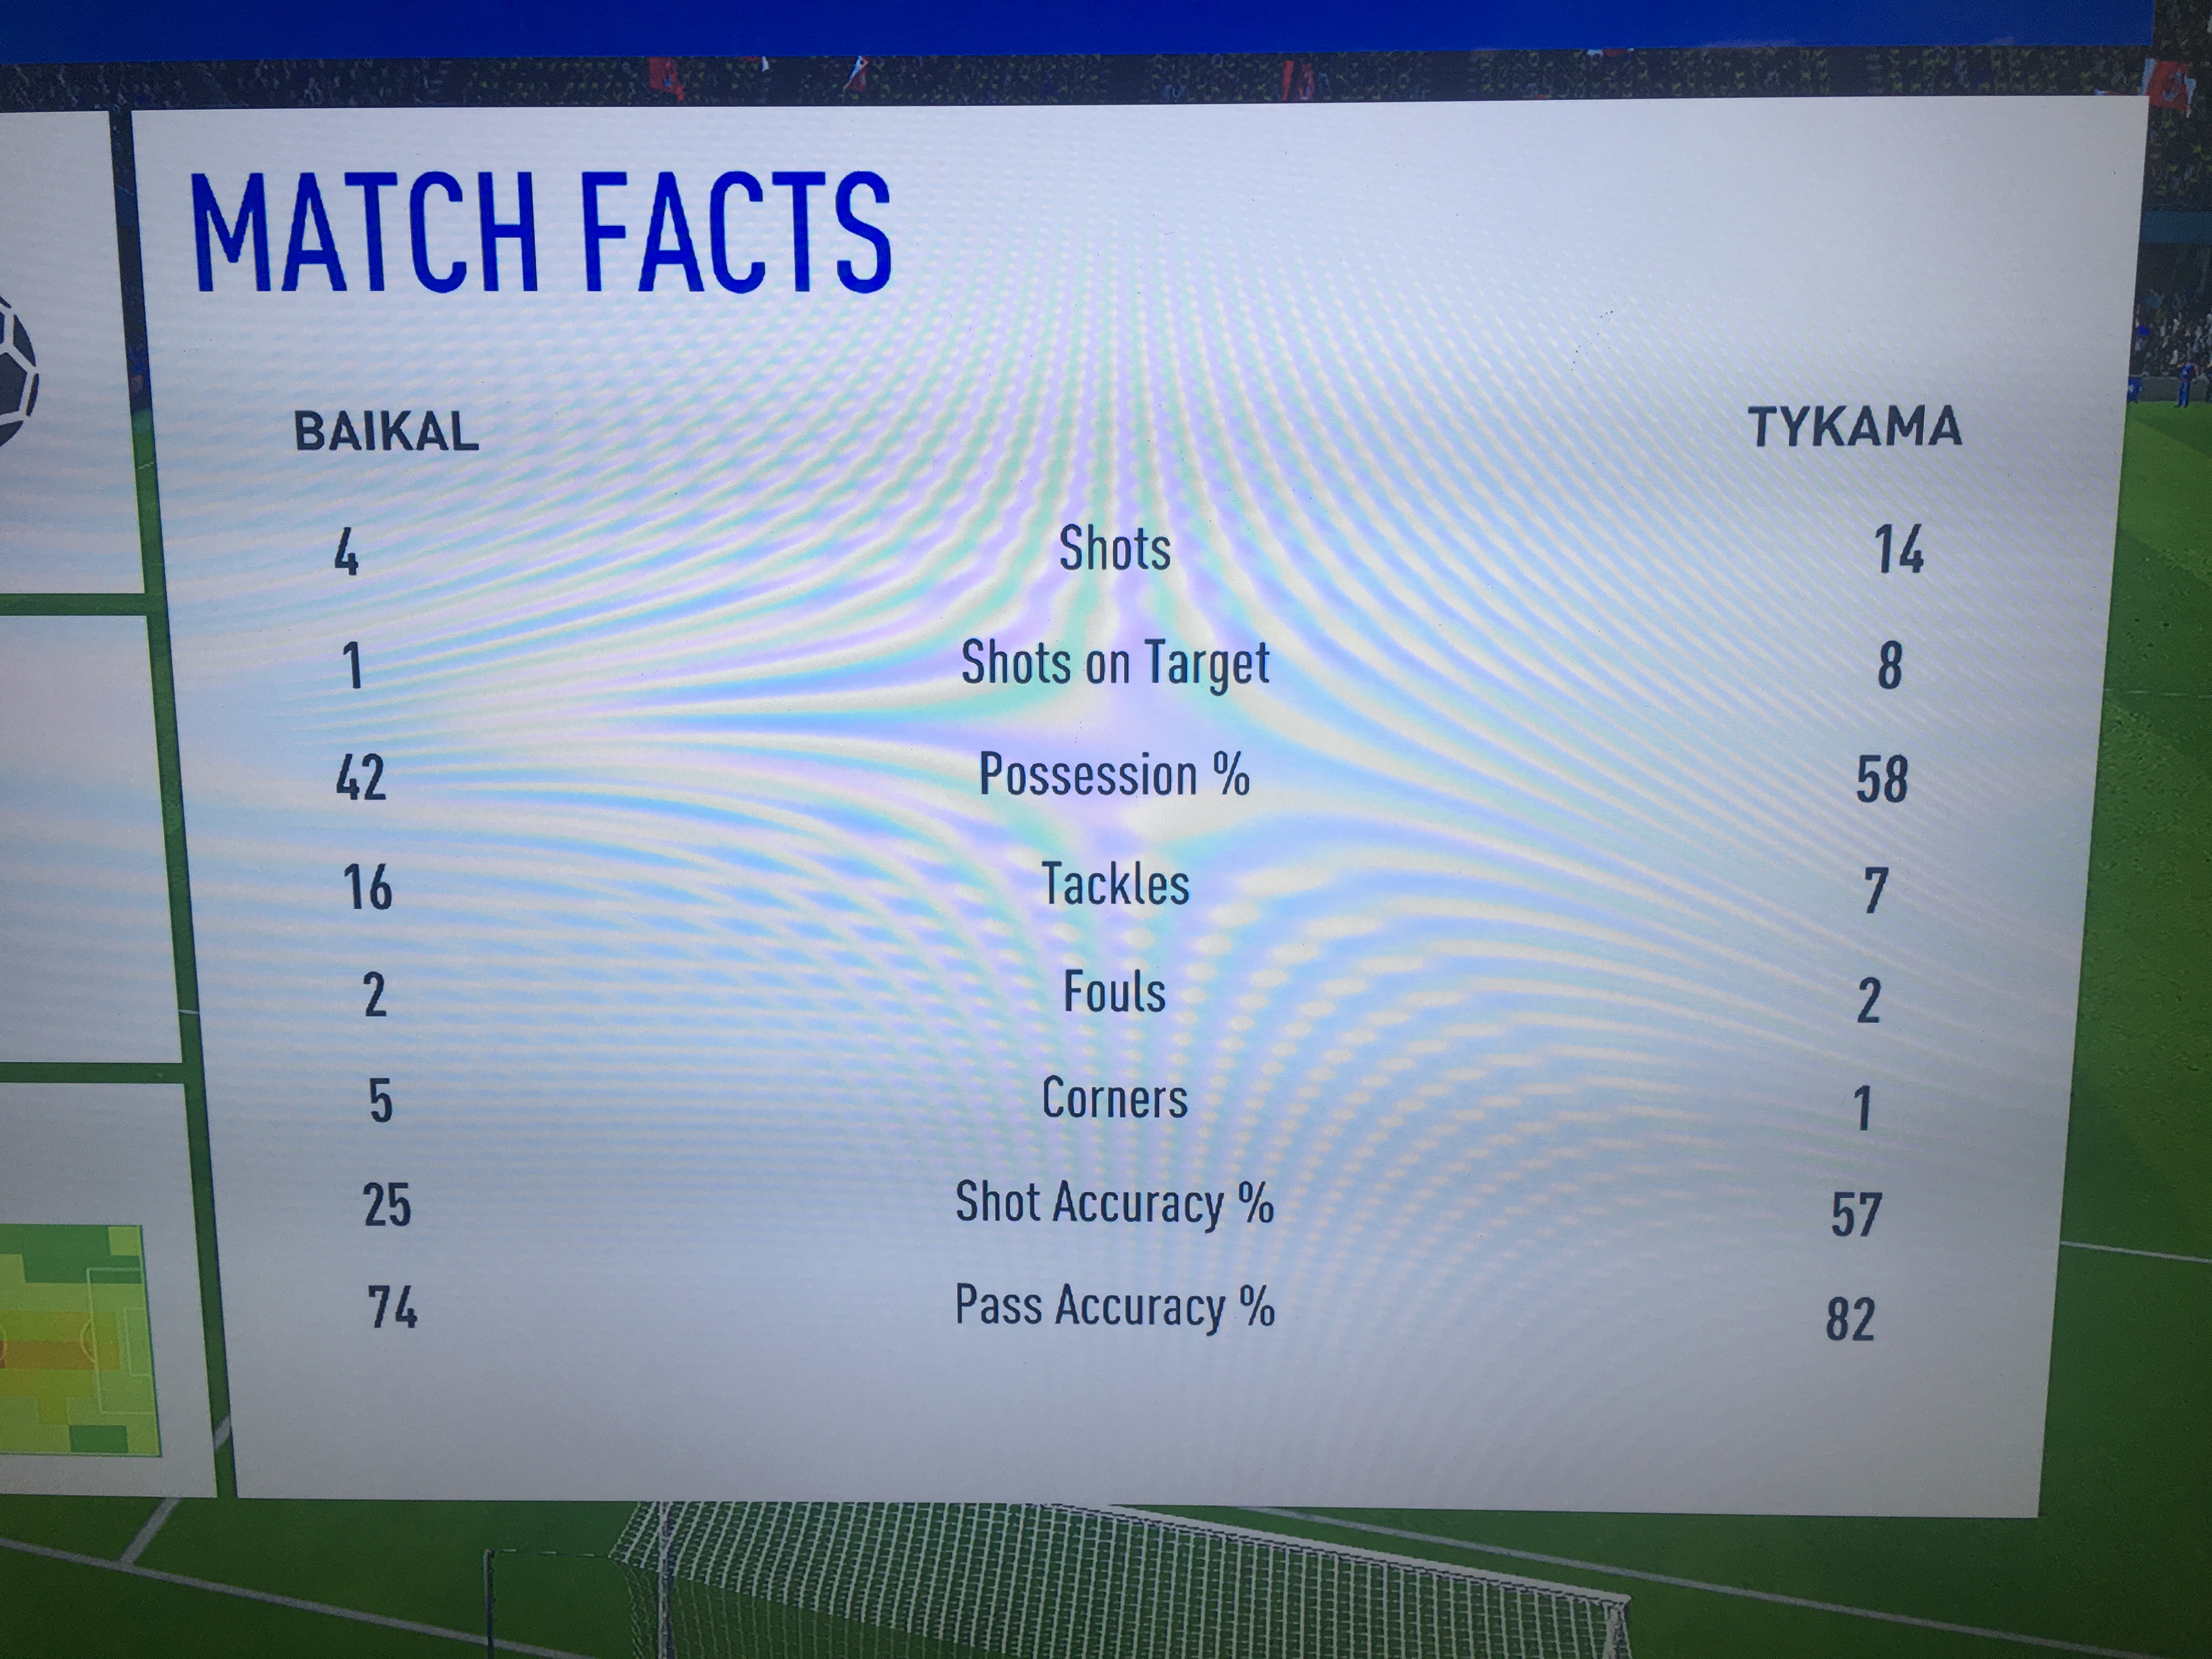 MATCH FACTS
BAIKAL TYKAMA
4 Shots 14
1 Shots on Target 8
42 Possession % 58
16 Tackles 7
2 Fouls 2
5 Corners 1
25 Shot Accuracy % 57
74 Pass Accuracy % 82